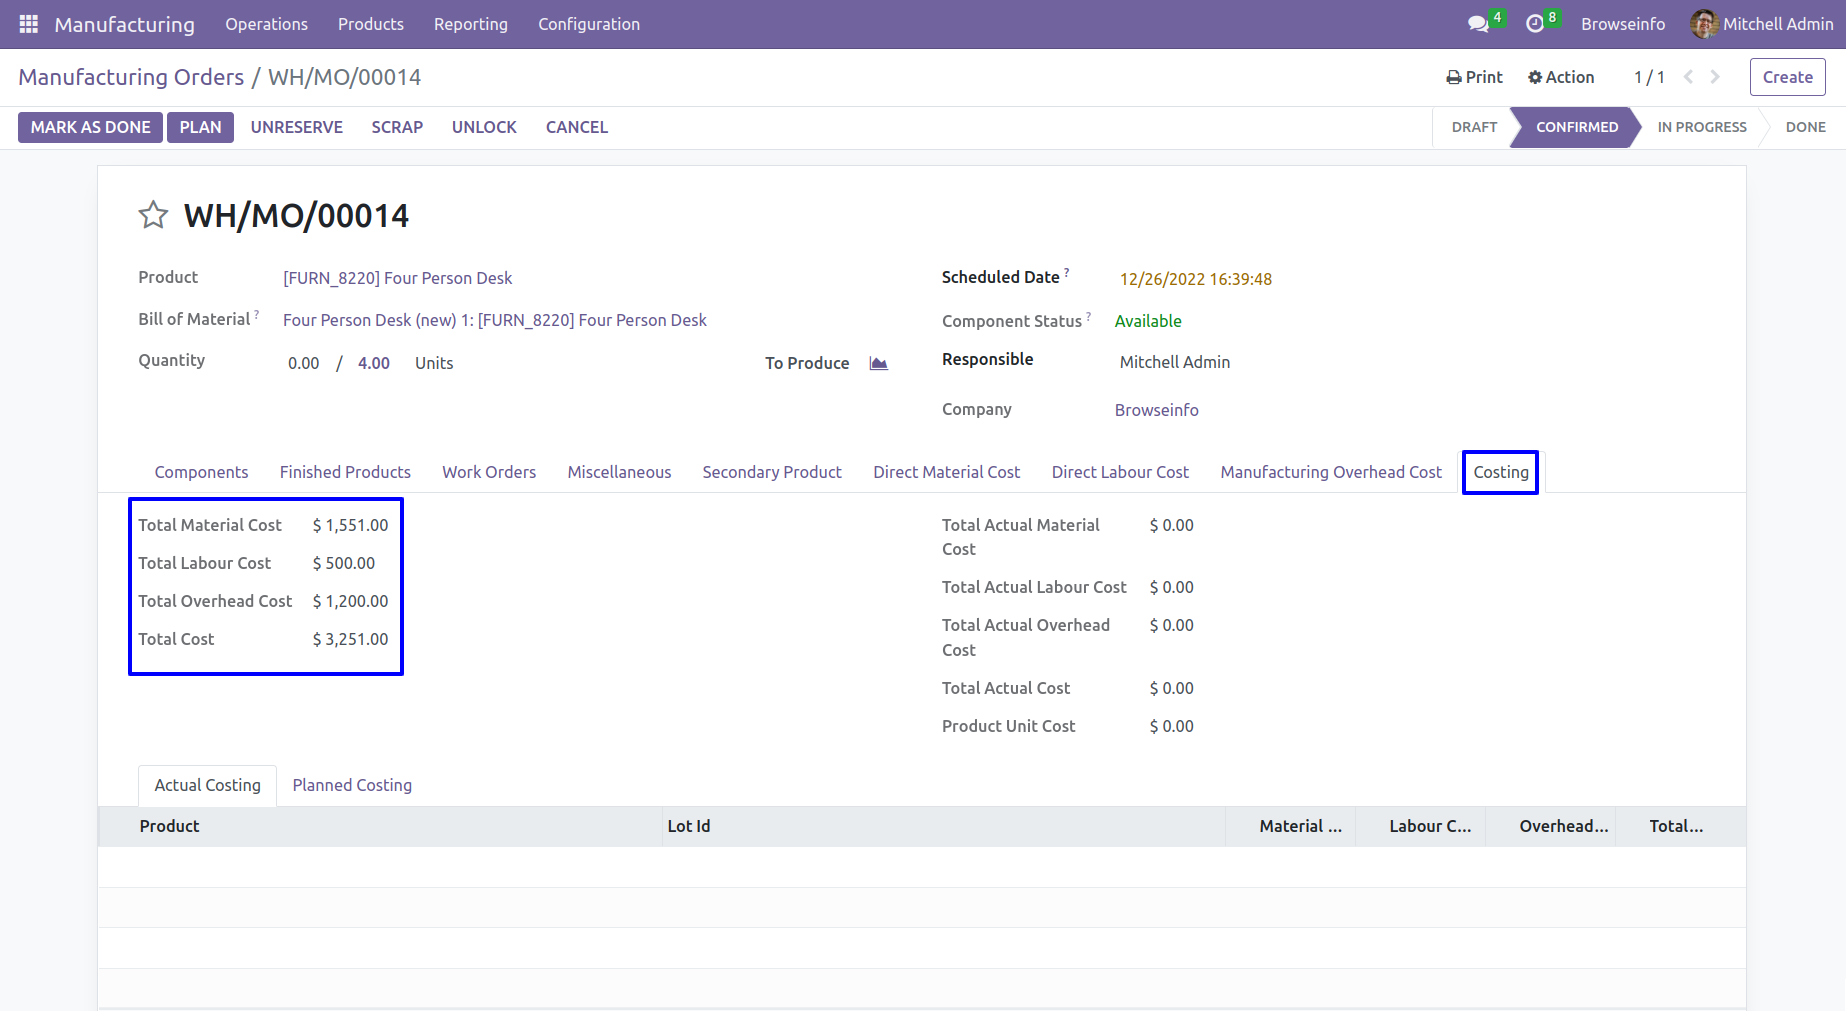 Manufacturing Operations Products Reporting Configuration 4 8 Browseinfo Mitchell Admin
Manufacturing Orders / WH/MO/00014 Print Action 1 / 1 Create
MARK AS DONE PLAN UNRESERVE SCRAP UNLOCK CANCEL DRAFT CONFIRMED IN PROGRESS DONE
WH/MO/00014
Product [FURN_8220] Four Person Desk Scheduled Date ? 12/26/2022 16:39:48
Bill of Material ? Four Person Desk (new) 1: [FURN_8220] Four Person Desk Component Status ? Available
Quantity 0.00 / 4.00 Units To Produce Responsible Mitchell Admin
Company Browseinfo
Components Finished Products Work Orders Miscellaneous Secondary Product Direct Material Cost Direct Labour Cost Manufacturing Overhead Cost Costing
Total Material Cost $ 1,551.00
Total Labour Cost $ 500.00
Total Overhead Cost $ 1,200.00
Total Cost $ 3,251.00
Total Actual Material $ 0.00
Cost
Total Actual Labour Cost $ 0.00
Total Actual Overhead $ 0.00
Cost
Total Actual Cost $ 0.00
Product Unit Cost $ 0.00
Actual Costing Planned Costing
Product Lot Id Material ... Labour C... Overhead... Total...